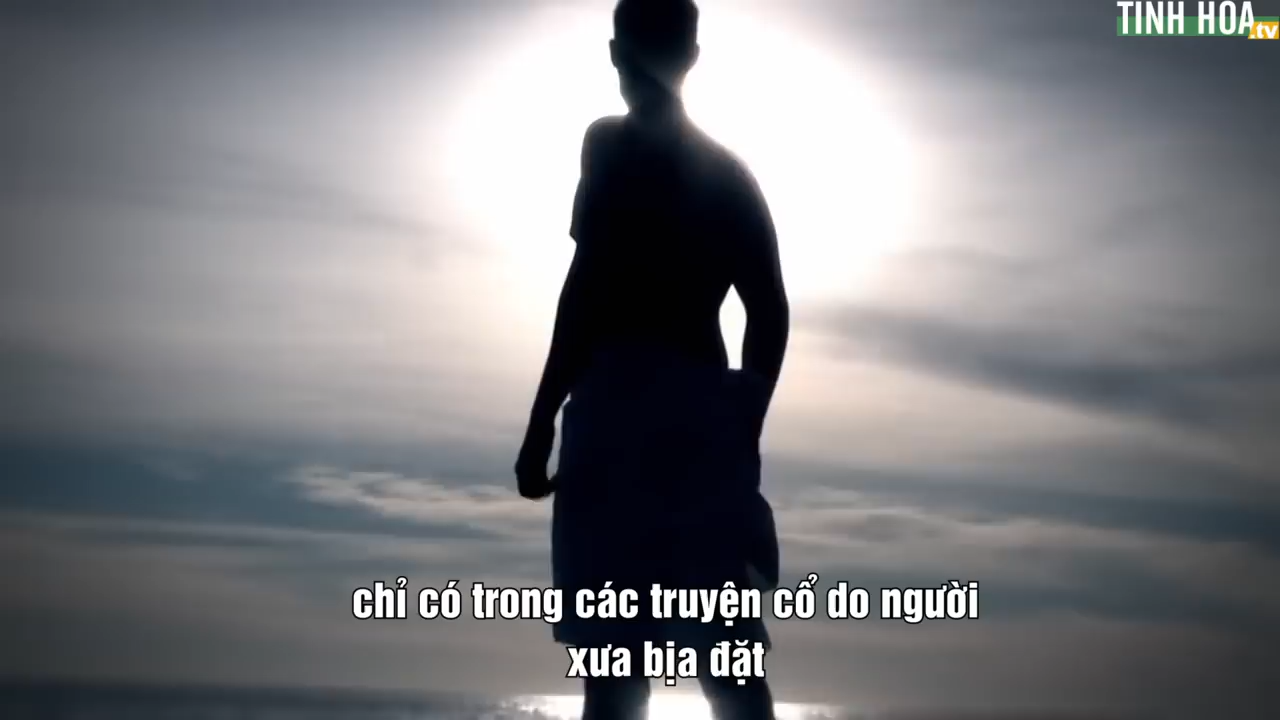 TINH HOA
.tv
chỉ có trong các truyện cổ do người
xưa bịa đặt